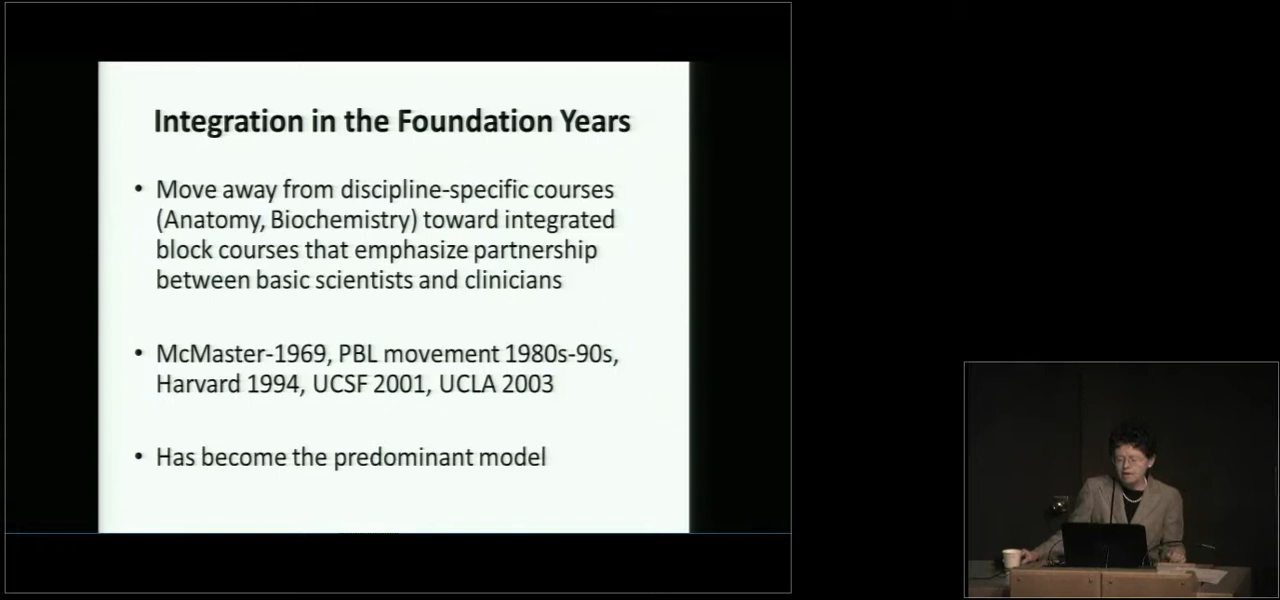 Integration in the Foundation Years
• Move away from discipline-specific courses
(Anatomy, Biochemistry) toward integrated
block courses that emphasize partnership
between basic scientists and clinicians
• McMaster-1969, PBL movement 1980s-90s,
Harvard 1994, UCSF 2001, UCLA 2003
• Has become the predominant model